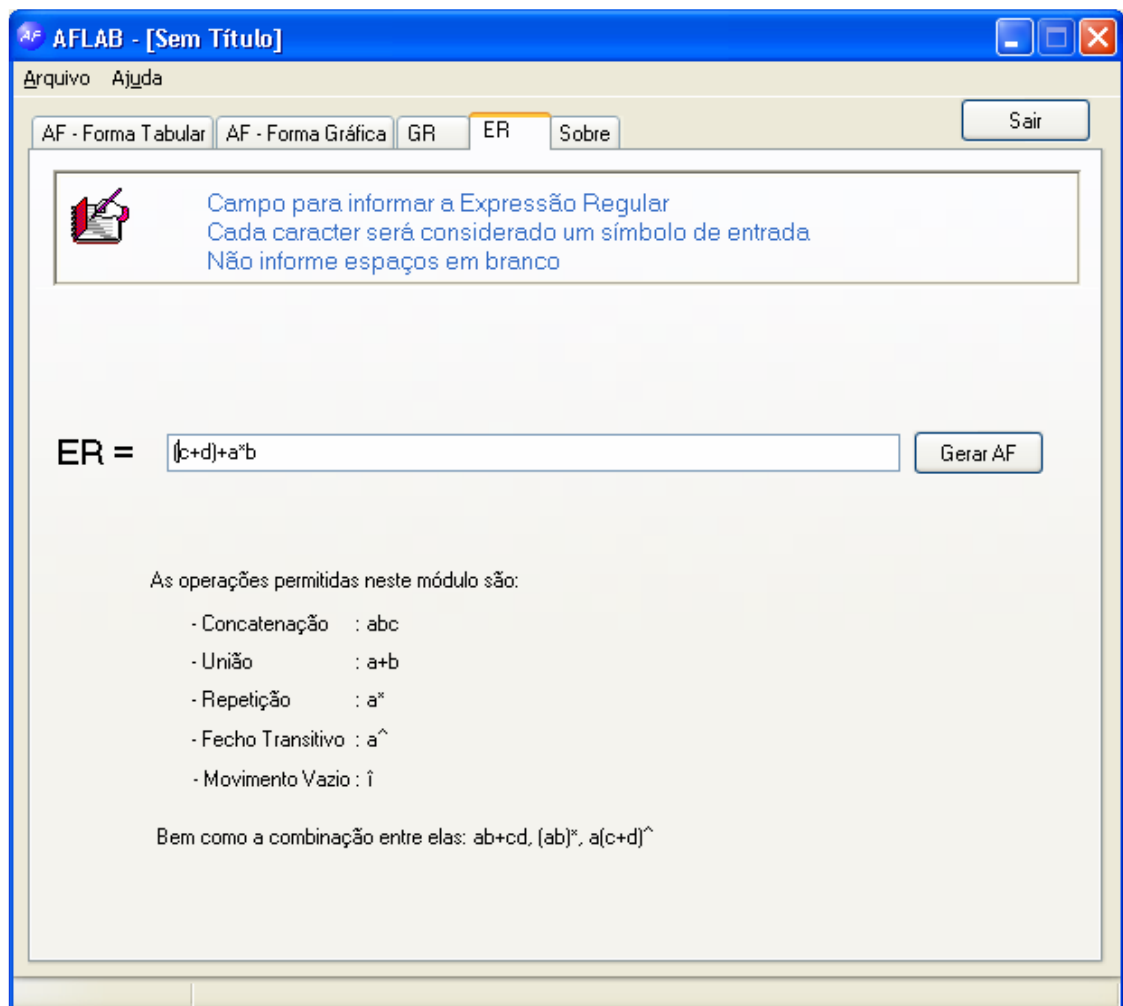 AFLAB - [Sem Título]
Arquivo Ajuda
Sair
AF - Forma Tabular AF - Forma Gráfica GR ER Sobre
Campo para informar a Expressão Regular
Cada caracter será considerado um símbolo de entrada
Não informe espaços em branco
ER = (c+d)+a*b Gerar AF
As operações permitidas neste módulo são:
- Concatenação : abc
- União : a+b
- Repetição : a*
- Fecho Transitivo : a^
- Movimento Vazio : î
Bem como a combinação entre elas: ab+cd, (ab)*, a(c+d)^